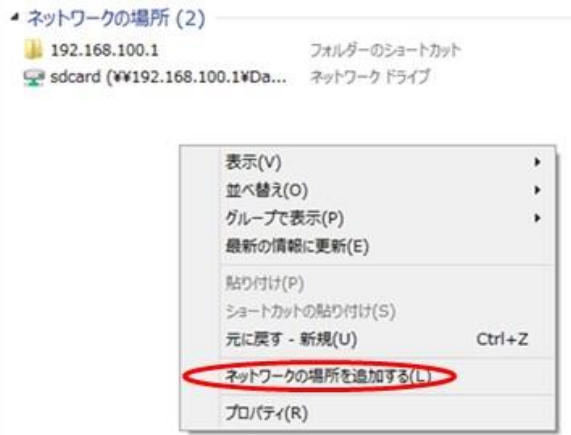 ネットワークの場所 (2)
192.168.100.1 フォルダーのショートカット
sdcard (¥¥192.168.100.1¥Da... ネットワーク ドライブ
表示(V)
並べ替え(O)
グループで表示(P)
最新の情報に更新(E)
貼り付け(P)
ショートカットの貼り付け(S)
元に戻す - 新規(U) Ctrl+Z
ネットワークの場所を追加する(L)
プロパティ(R)